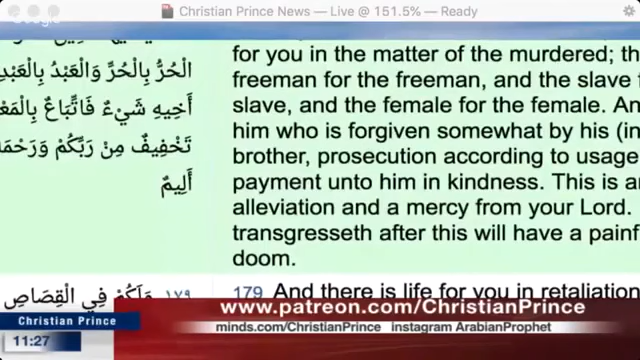 Google
Christian Prince News — Live @ 151.5% — Ready
الْحُرُّ بِالْحُرِّ وَالْعَبْدُ بِالْعَبْدِ
أَخِيهِ شَيْءٌ فَاتِّبَاعٌ بِالْمَعْ
تَخْفِيفٌ مِنْ رَبِّكُمْ وَرَحْمَة
أَلِيمٌ
for you in the matter of the murdered; th
freeman for the freeman, and the slave f
slave, and the female for the female. An
him who is forgiven somewhat by his (in
brother, prosecution according to usage
payment unto him in kindness. This is an
alleviation and a mercy from your Lord.
transgresseth after this will have a painf
doom.
١٧٩ وَلَكُمْ فِي الْقِصَاصِ
179 And there is life for you in retaliation
www.patreon.com/ChristianPrince
Christian Prince
minds.com/ChristianPrince instagram ArabianProphet
11:27